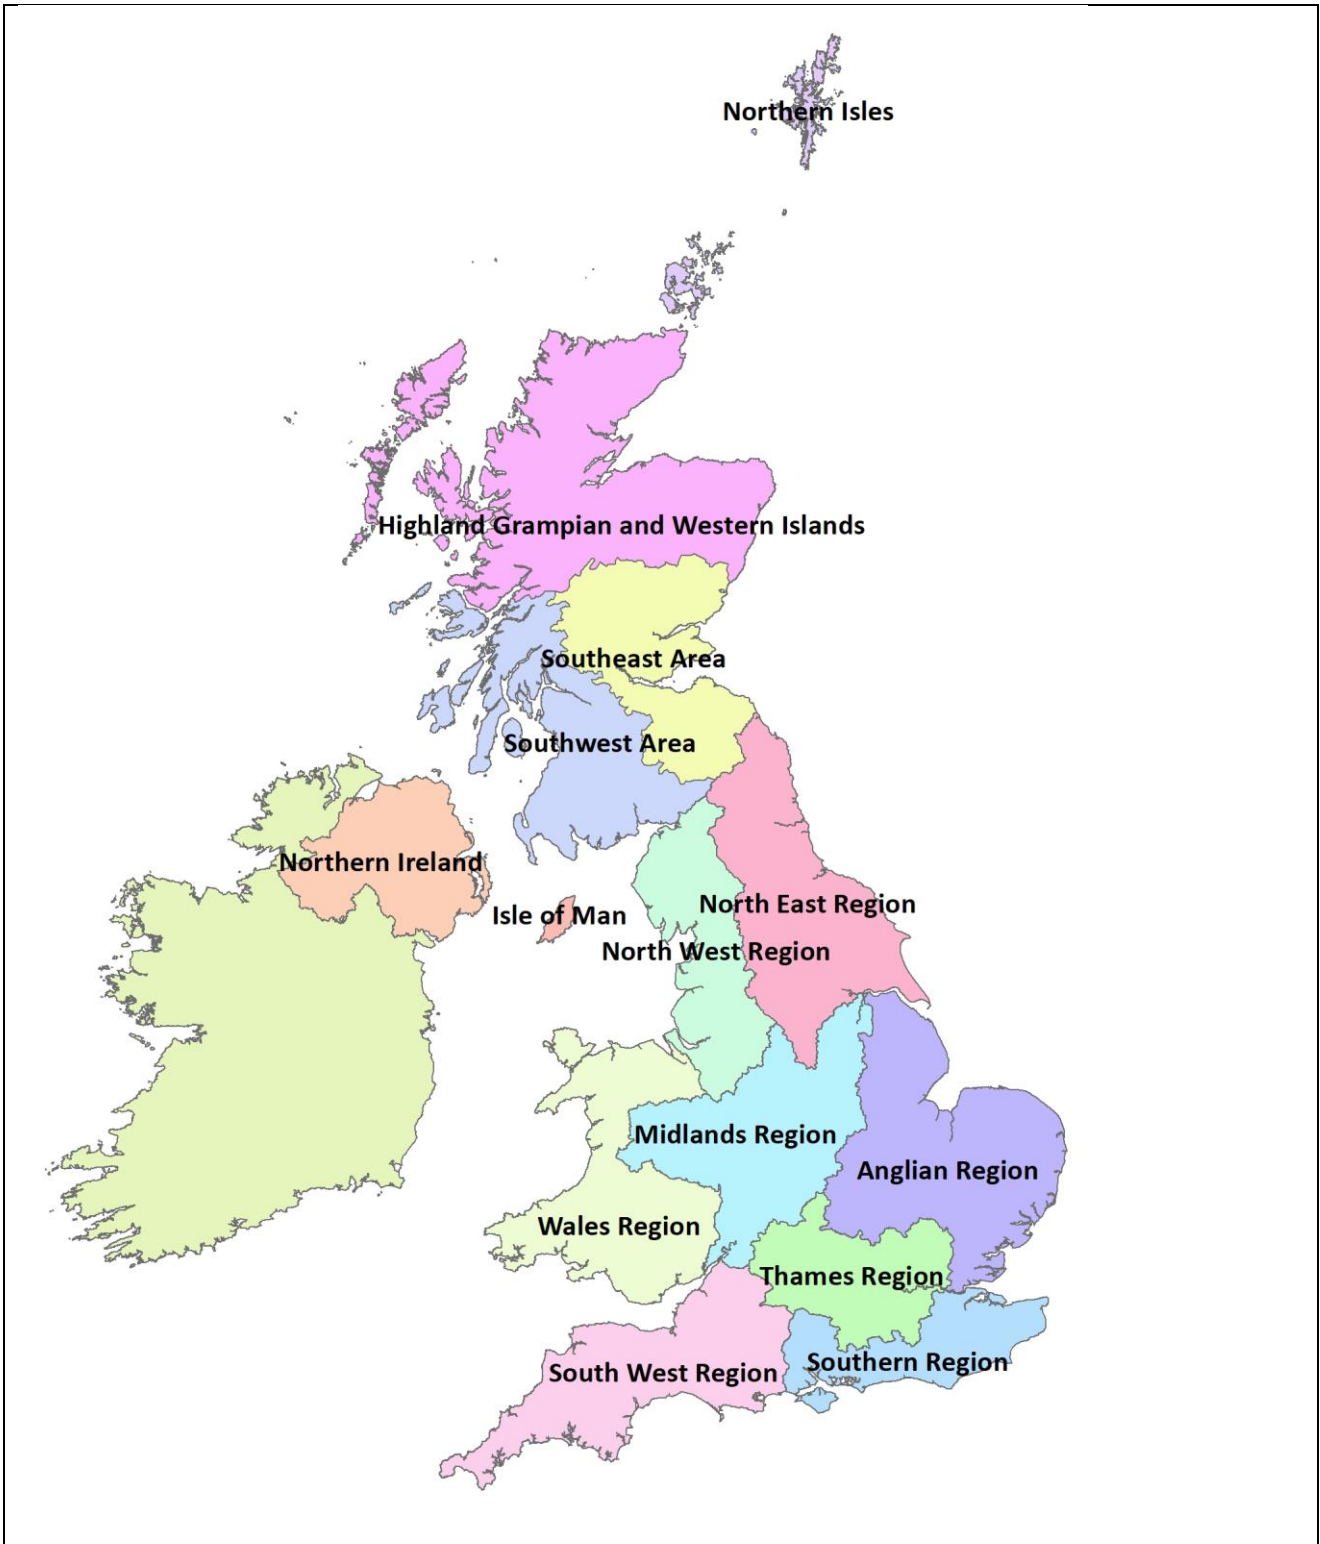 Northern Isles
Highland Grampian and Western Islands
Southeast Area
Southwest Area
Northern Ireland
Isle of Man
North East Region
North West Region
Midlands Region
Anglian Region
Wales Region
Thames Region
Southern Region
South West Region